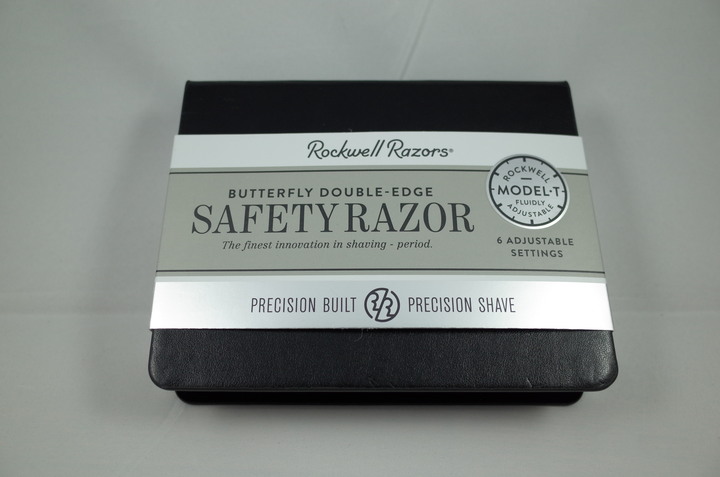 Rockwell Razors®
BUTTERFLY DOUBLE-EDGE
SAFETY RAZOR
The finest innovation in shaving - period.
ROCKWELL
MODEL·T
FLUIDLY
ADJUSTABLE
6 ADJUSTABLE
SETTINGS
PRECISION BUILT PRECISION SHAVE